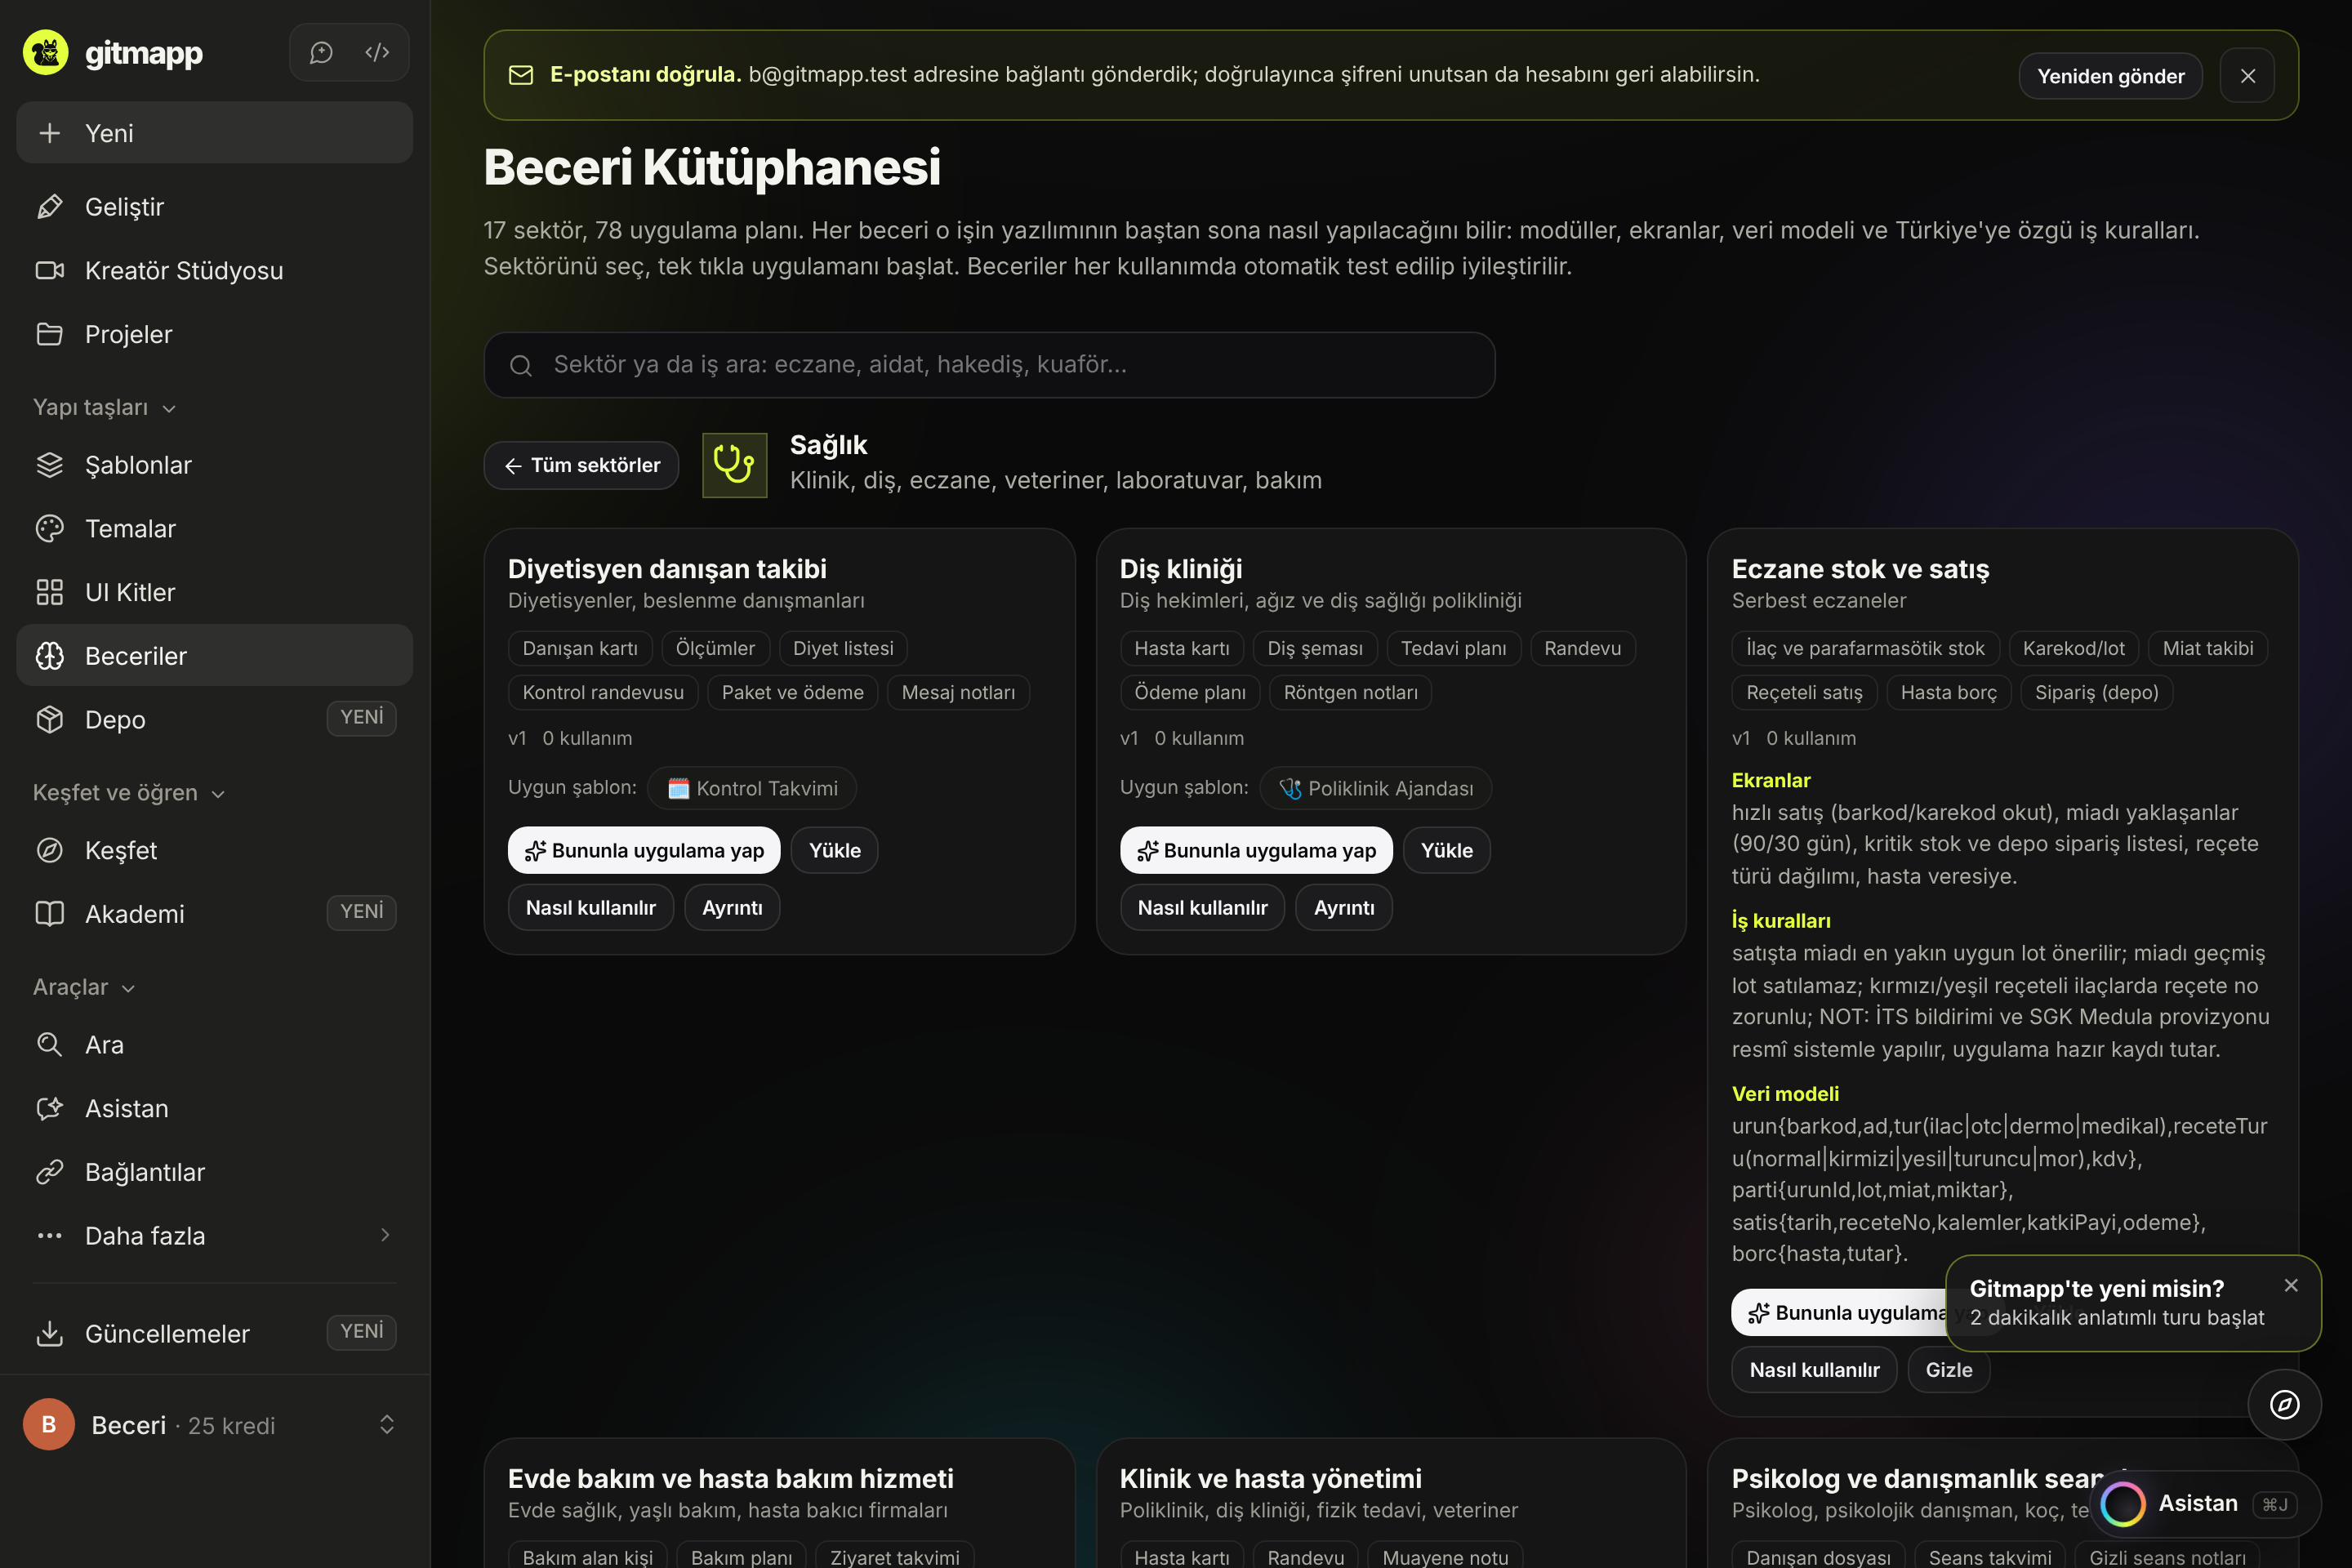 gitmapp
Yeni
Geliştir
Kreatör Stüdyosu
Projeler
Yapı taşları
Şablonlar
Temalar
UI Kitler
Beceriler
Depo YENİ
Keşfet ve öğren
Keşfet
Akademi YENİ
Araçlar
Ara
Asistan
Bağlantılar
Daha fazla
Güncellemeler YENİ
B Beceri · 25 kredi
E-postanı doğrula. b@gitmapp.test adresine bağlantı gönderdik; doğrulayınca şifreni unutsan da hesabını geri alabilirsin.
Yeniden gönder
Beceri Kütüphanesi
17 sektör, 78 uygulama planı. Her beceri o işin yazılımının baştan sona nasıl yapılacağını bilir: modüller, ekranlar, veri modeli ve Türkiye'ye özgü iş kuralları.
Sektörünü seç, tek tıkla uygulamanı başlat. Beceriler her kullanımda otomatik test edilip iyileştirilir.
Sektör ya da iş ara: eczane, aidat, hakediş, kuaför...
Tüm sektörler
Sağlık
Klinik, diş, eczane, veteriner, laboratuvar, bakım
Diyetisyen danışan takibi
Diyetisyenler, beslenme danışmanları
Danışan kartı Ölçümler Diyet listesi
Kontrol randevusu Paket ve ödeme Mesaj notları
v1 0 kullanım
Uygun şablon: Kontrol Takvimi
Bununla uygulama yap Yükle
Nasıl kullanılır Ayrıntı
Diş kliniği
Diş hekimleri, ağız ve diş sağlığı polikliniği
Hasta kartı Diş şeması Tedavi planı Randevu
Ödeme planı Röntgen notları
v1 0 kullanım
Uygun şablon: Poliklinik Ajandası
Bununla uygulama yap Yükle
Nasıl kullanılır Ayrıntı
Eczane stok ve satış
Serbest eczaneler
İlaç ve parafarmasötik stok Karekod/lot Miat takibi
Reçeteli satış Hasta borç Sipariş (depo)
v1 0 kullanım
Ekranlar
hızlı satış (barkod/karekod okut), miadı yaklaşanlar
(90/30 gün), kritik stok ve depo sipariş listesi, reçete
türü dağılımı, hasta veresiye.
İş kuralları
satışta miadı en yakın uygun lot önerilir; miadı geçmiş
lot satılamaz; kırmızı/yeşil reçeteli ilaçlarda reçete no
zorunlu; NOT: İTS bildirimi ve SGK Medula provizyonu
resmî sistemle yapılır, uygulama hazır kaydı tutar.
Veri modeli
urun{barkod,ad,tur(ilac|otc|dermo|medikal),receteTur
u(normal|kirmizi|yesil|turuncu|mor),kdv},
parti{urunId,lot,miat,miktar},
satis{tarih,receteNo,kalemler,katkiPayi,odeme},
borc{hasta,tutar}.
Bununla uygulama
Nasıl kullanılır Gizle
Gitmapp'te yeni misin?
2 dakikalık anlatımlı turu başlat
Evde bakım ve hasta bakım hizmeti
Evde sağlık, yaşlı bakım, hasta bakıcı firmaları
Bakım alan kişi Bakım planı Ziyaret takvimi
Klinik ve hasta yönetimi
Poliklinik, diş kliniği, fizik tedavi, veteriner
Hasta kartı Randevu Muayene notu
Psikolog ve danışmanlık
Psikolog, psikolojik danışman, koç,
Danışan dosyası Seans takvimi Gizli seans notları
Asistan ⌘J